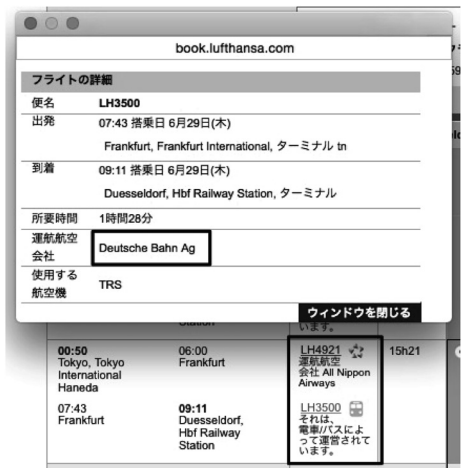 book.lufthansa.com
フライトの詳細
便名 LH3500
出発 07:43 搭乗日 6月29日(木)
Frankfurt, Frankfurt International, ターミナル tn
到着 09:11 搭乗日 6月29日(木)
Duesseldorf, Hbf Railway Station, ターミナル
所要時間 1時間28分
運航航空
会社 Deutsche Bahn Ag
使用する
航空機 TRS
ウィンドウを閉じる
Station
います。
00:50 06:00 LH4921 15h21
Tokyo, Tokyo Frankfurt 運航航空
International 会社 All Nippon
Haneda Airways
07:43 09:11 LH3500
Frankfurt Duesseldorf, それは、
Hbf Railway 電車/バスによ
Station って運営されて
います。